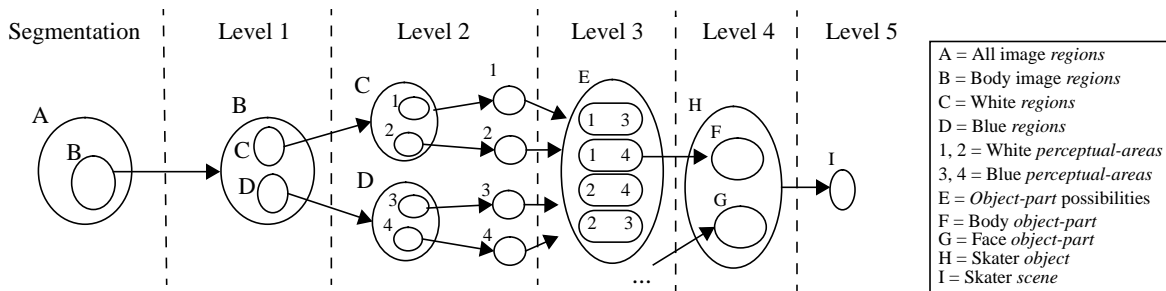 Segmentation Level 1 Level 2 Level 3 Level 4 Level 5
A
B
B
C
D
C
1
2
D
3
4
1
2
3
4
E
1 3
1 4
2 4
2 3
...
H
F
G
I
A = All image regions
B = Body image regions
C = White regions
D = Blue regions
1, 2 = White perceptual-areas
3, 4 = Blue perceptual-areas
E = Object-part possibilities
F = Body object-part
G = Face object-part
H = Skater object
I = Skater scene